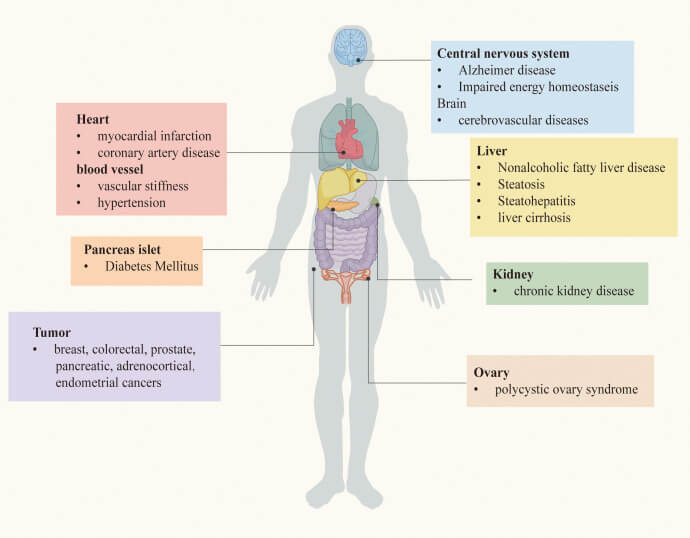 Central nervous system
• Alzheimer disease
• Impaired energy homeostaseis
Brain
• cerebrovascular diseases
Heart
• myocardial infarction
• coronary artery disease
blood vessel
• vascular stiffness
• hypertension
Liver
• Nonalcoholic fatty liver disease
• Steatosis
• Steatohepatitis
• liver cirrhosis
Pancreas islet
• Diabetes Mellitus
Kidney
• chronic kidney disease
Tumor
• breast, colorectal, prostate,
pancreatic, adrenocortical,
endometrial cancers
Ovary
• polycystic ovary syndrome